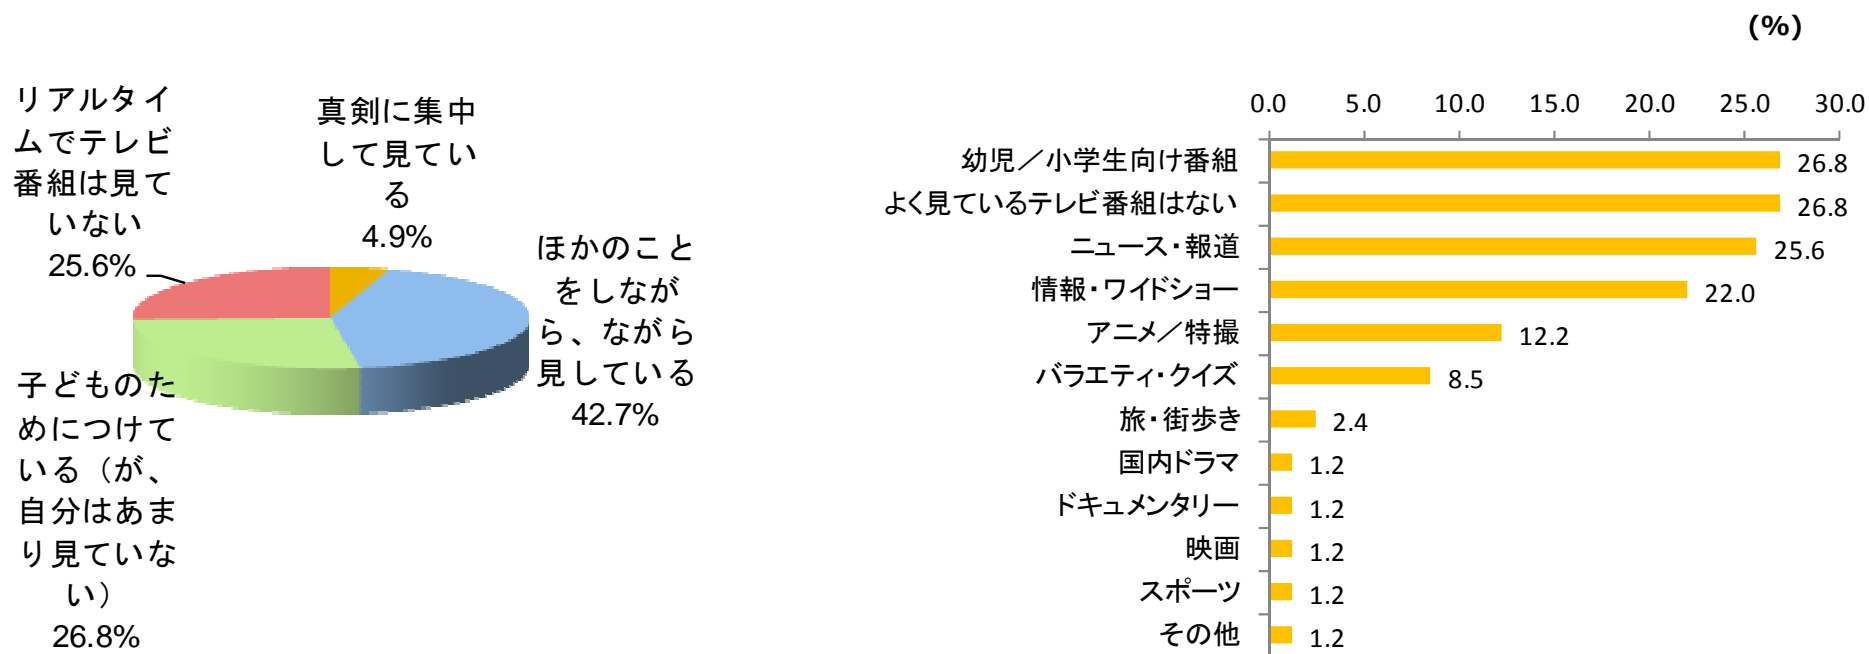 リアルタイ
ムでテレビ
番組は見て
いない
25.6%
真剣に集中
して見てい
る
4.9%
ほかのこと
をしなが
ら、ながら
見している
42.7%
子どものた
めにつけて
いる（が、
自分はあま
り見ていな
い）
26.8%
(%)
0.0 5.0 10.0 15.0 20.0 25.0 30.0
幼児／小学生向け番組 26.8
よく見ているテレビ番組はない 26.8
ニュース・報道 25.6
情報・ワイドショー 22.0
アニメ／特撮 12.2
バラエティ・クイズ 8.5
旅・街歩き 2.4
国内ドラマ 1.2
ドキュメンタリー 1.2
映画 1.2
スポーツ 1.2
その他 1.2